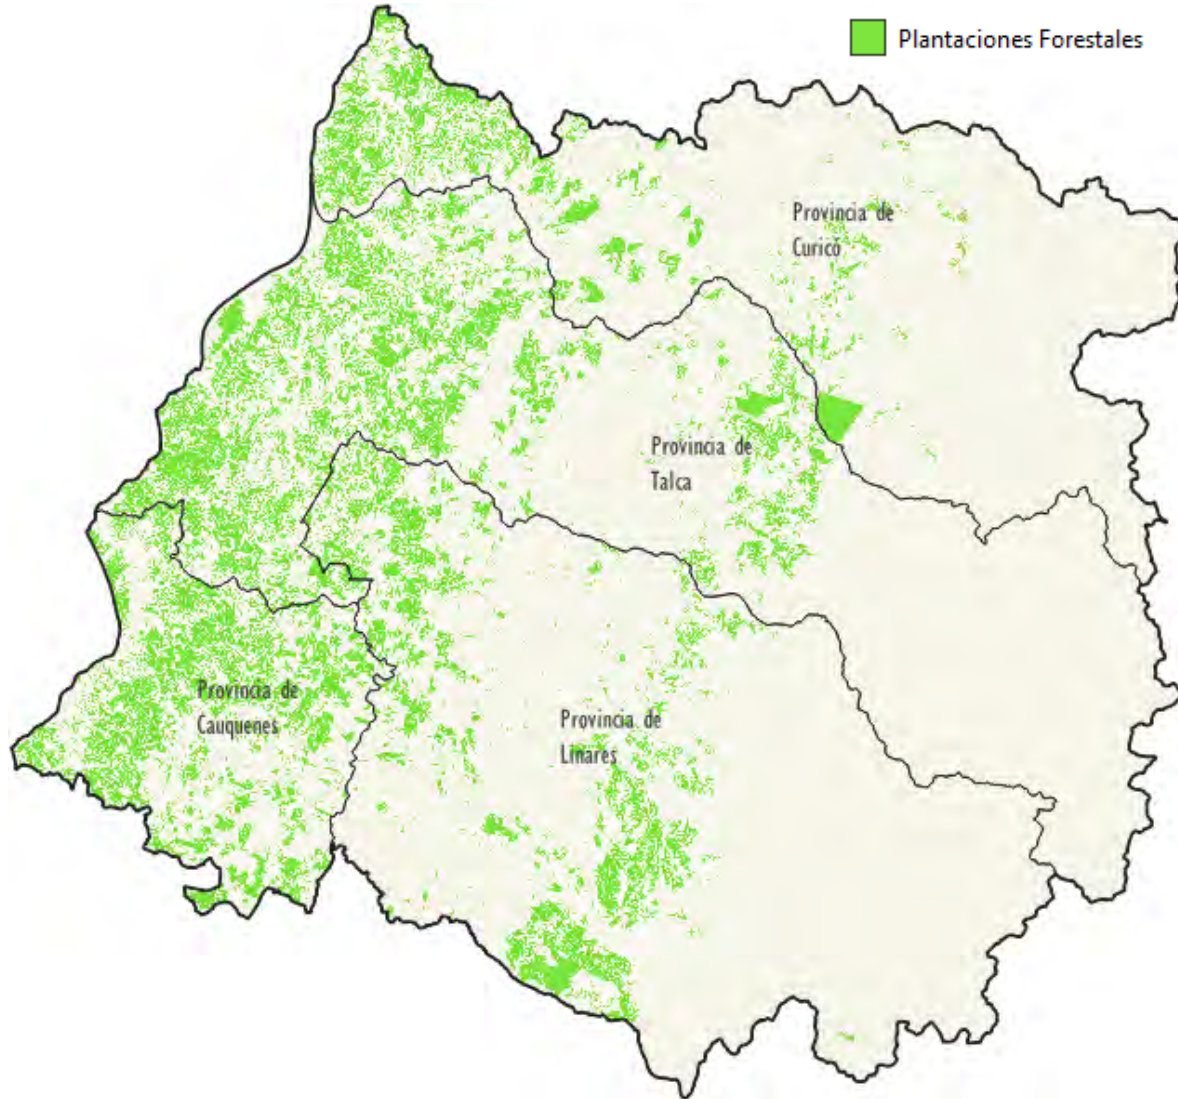 Plantaciones Forestales
Provincia de
Curicó
Provincia de
Talca
Provincia de
Cauquenes
Provincia de
Linares